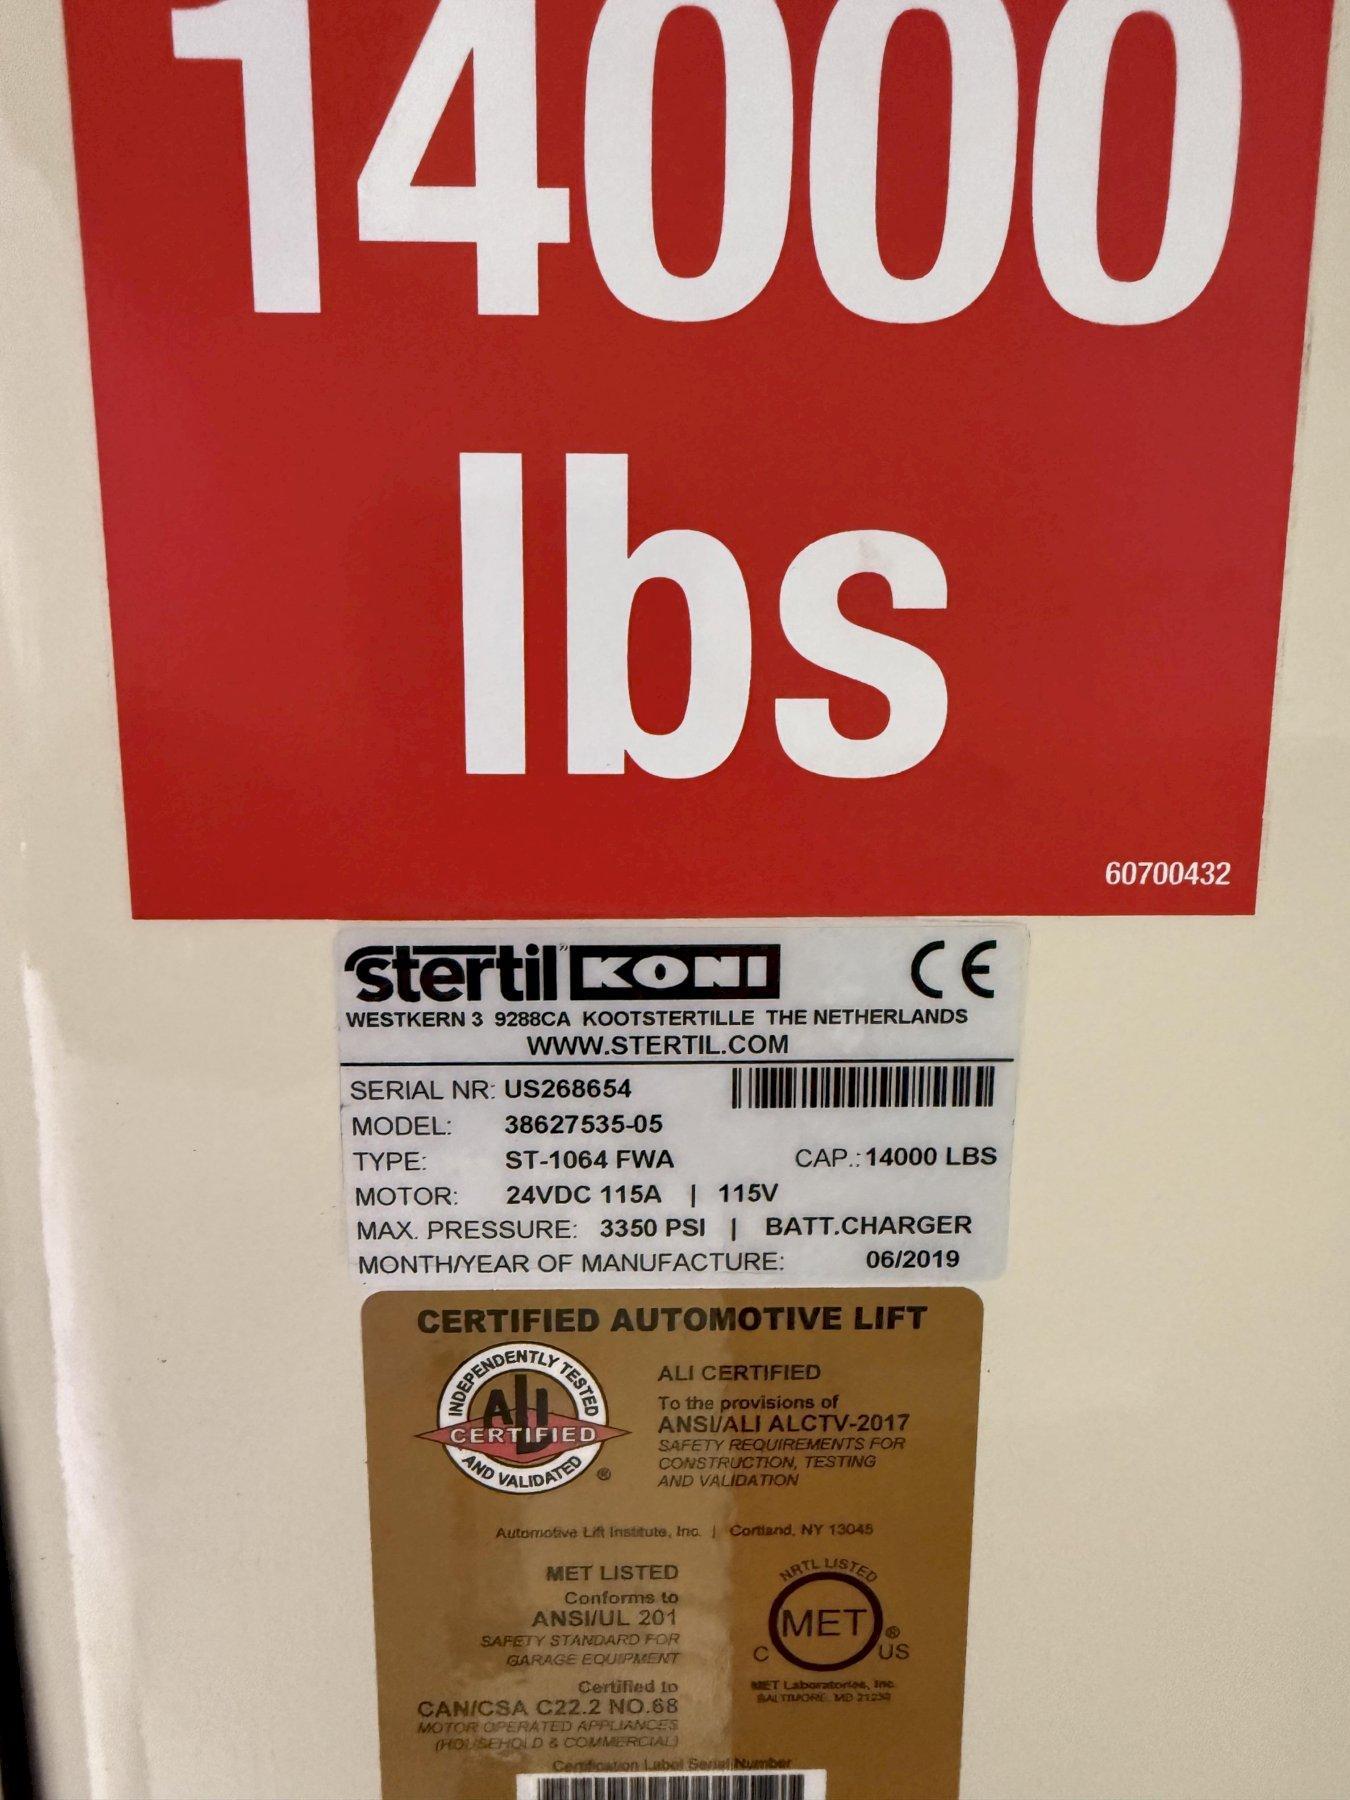 14000
lbs
60700432
stertil" KONI CE
WESTKERN 3 9288CA KOOTSTERTILLE THE NETHERLANDS
WWW.STERTIL.COM
SERIAL NR: US268654
MODEL: 38627535-05
TYPE: ST-1064 FWA CAP.: 14000 LBS
MOTOR: 24VDC 115A | 115V
MAX. PRESSURE: 3350 PSI | BATT.CHARGER
MONTH/YEAR OF MANUFACTURE: 06/2019
CERTIFIED AUTOMOTIVE LIFT
INDEPENDENTLY TESTED
ALI
CERTIFIED
AND VALIDATED ®
ALI CERTIFIED
To the provisions of
ANSI/ALI ALCTV-2017
SAFETY REQUIREMENTS FOR
CONSTRUCTION, TESTING
AND VALIDATION
Automotive Lift Institute, Inc. | Cortland, NY 13045
MET LISTED
Conforms to
ANSI/UL 201
SAFETY STANDARD FOR
GARAGE EQUIPMENT
Certified to
CAN/CSA C22.2 NO.68
MOTOR OPERATED APPLIANCES
(HOUSEHOLD & COMMERCIAL)
NRTL LISTED
MET ®
C US
MET Laboratories, Inc.
BALTIMORE, MD 21230
Certification Label Serial Number